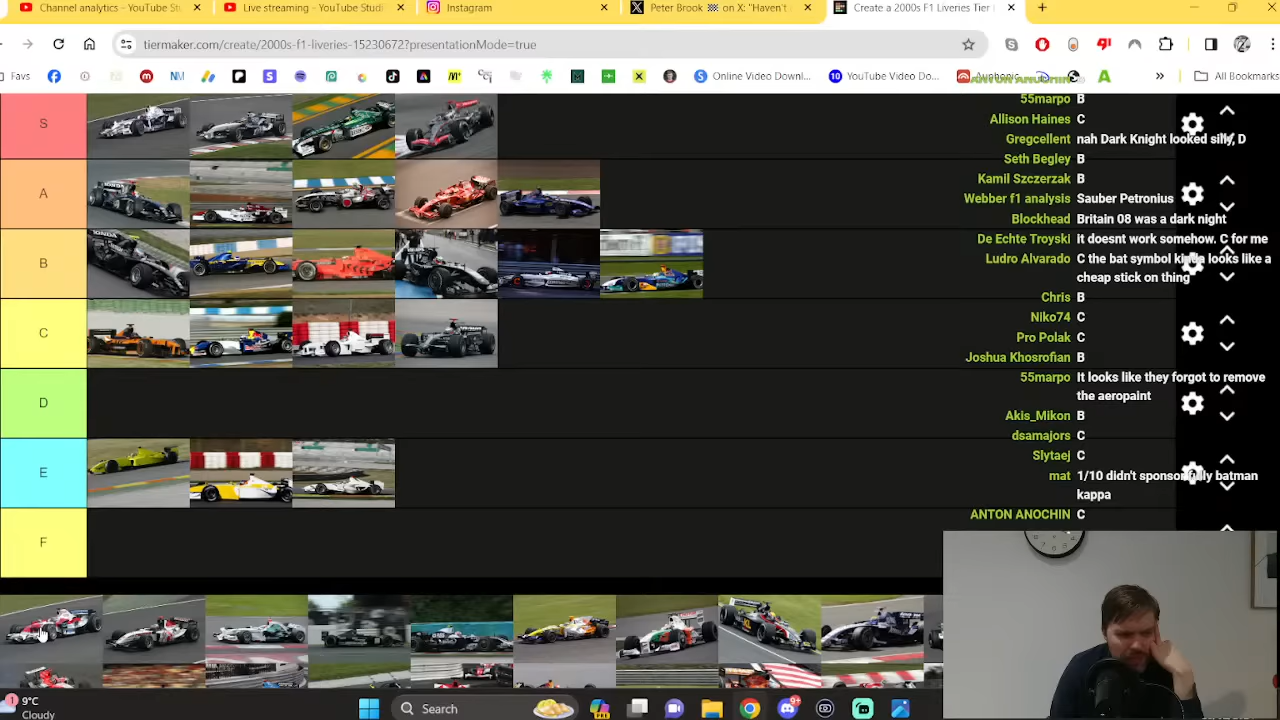 Channel analytics - YouTube St
Live streaming - YouTube Studi
Instagram
Peter Brook on X: "Haven't
Create a 2000s F1 Liveries Tier
tiermaker.com/create/2000s-f1-liveries-15230672?presentationMode=true
Favs
Online Video Downl...
YouTube Video Do...
Auphonic
All Bookmarks
ANTON ANOCHIN B
55marpo B
Allison Haines C
Gregcellent nah Dark Knight looked silly, D
Seth Begley B
Kamil Szczerzak B
Webber f1 analysis Sauber Petronius
Blockhead Britain 08 was a dark night
De Echte Troyski it doesnt work somehow. C for me
Ludro Alvarado C the bat symbol kinda looks like a
cheap stick on thing
Chris B
Niko74 C
Pro Polak C
Joshua Khosrofian B
55marpo It looks like they forgot to remove
the aeropaint
Akis_Mikon B
dsamajors C
Slytaej C
mat 1/10 didn't sponsor fully batman
kappa
ANTON ANOCHIN C
S
A
B
C
D
E
F
9°C
Cloudy
Search